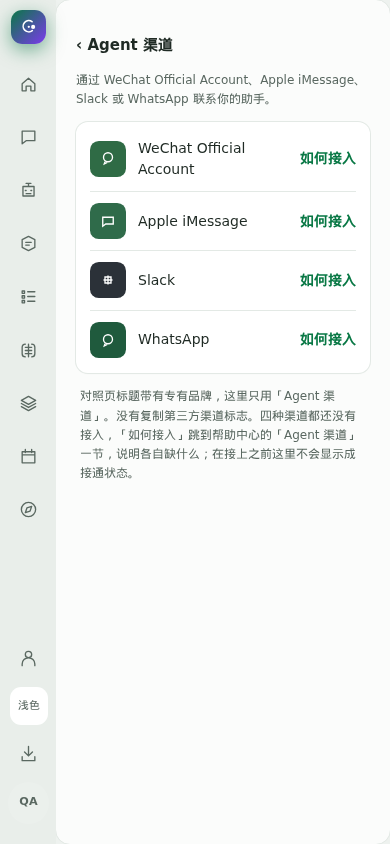 ‹ Agent 渠道
通过 WeChat Official Account、Apple iMessage、
Slack 或 WhatsApp 联系你的助手。
WeChat Official
Account
如何接入
Apple iMessage
如何接入
Slack
如何接入
WhatsApp
如何接入
对照页标题带有专有品牌，这里只用「Agent 渠
道」。没有复制第三方渠道标志。四种渠道都还没有
接入，「如何接入」跳到帮助中心的「Agent 渠道」
一节，说明各自缺什么；在接上之前这里不会显示成
接通状态。
浅色
QA